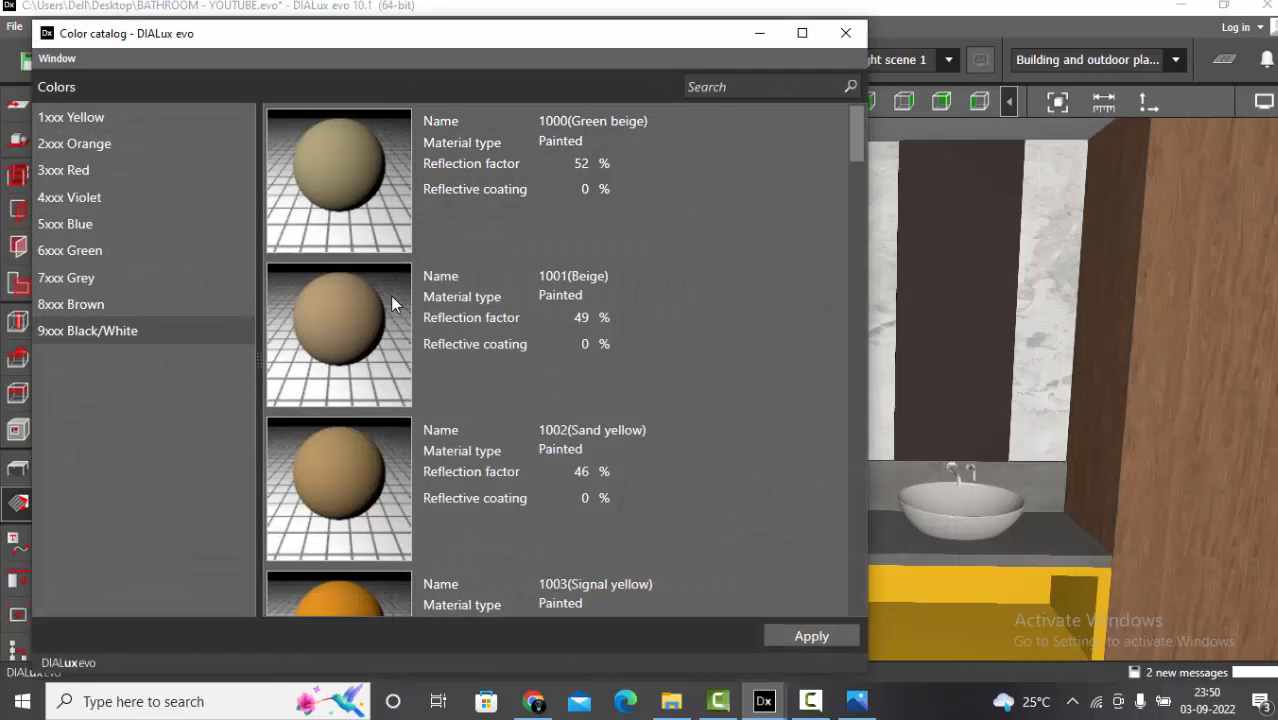 C:\Users\Dell\Desktop\BATHROOM - YOUTUBE.evo* - DIALux evo 10.1 (64-bit)
File
Log in
Color catalog - DIALux evo
Window
ght scene 1
Building and outdoor pla...
Colors
Search
1xxx Yellow
2xxx Orange
3xxx Red
4xxx Violet
5xxx Blue
6xxx Green
7xxx Grey
8xxx Brown
9xxx Black/White
Name 1000(Green beige)
Material type Painted
Reflection factor 52 %
Reflective coating 0 %
Name 1001(Beige)
Material type Painted
Reflection factor 49 %
Reflective coating 0 %
Name 1002(Sand yellow)
Material type Painted
Reflection factor 46 %
Reflective coating 0 %
Name 1003(Signal yellow)
Material type Painted
Apply
DIALux evo
Activate Windows
Go to Settings to activate Windows.
DIALux evo
2 new messages
Type here to search
Dx
25°C
23:50
03-09-2022
3